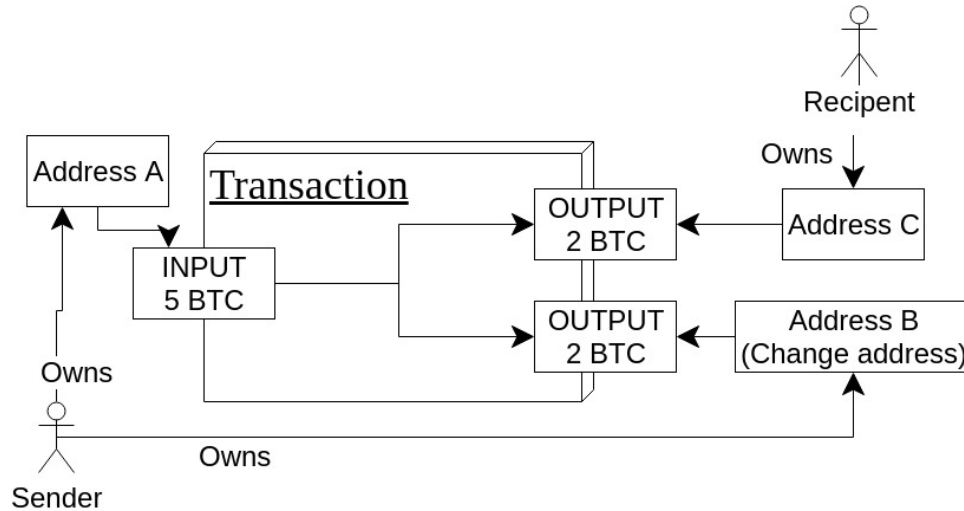 Recipent
Owns
Address A
Transaction
OUTPUT
2 BTC
Address C
INPUT
5 BTC
OUTPUT
2 BTC
Address B
(Change address)
Owns
Owns
Sender